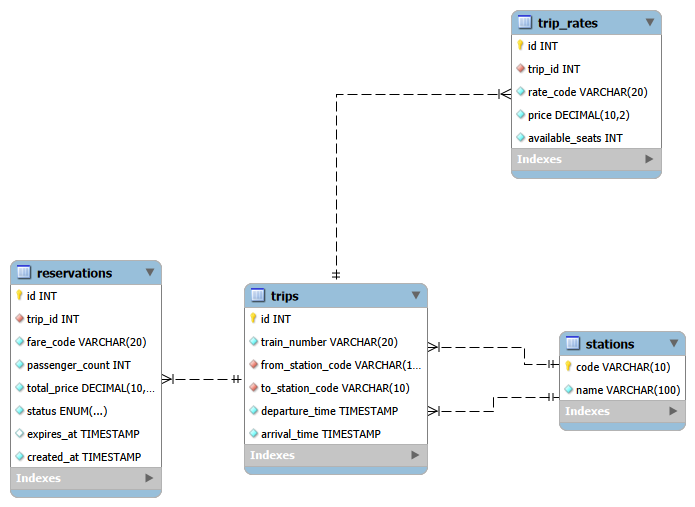 trip_rates
id INT
trip_id INT
rate_code VARCHAR(20)
price DECIMAL(10,2)
available_seats INT
Indexes
reservations
id INT
trip_id INT
fare_code VARCHAR(20)
passenger_count INT
total_price DECIMAL(10,...
status ENUM(...)
expires_at TIMESTAMP
created_at TIMESTAMP
Indexes
trips
id INT
train_number VARCHAR(20)
from_station_code VARCHAR(1...
to_station_code VARCHAR(10)
departure_time TIMESTAMP
arrival_time TIMESTAMP
Indexes
stations
code VARCHAR(10)
name VARCHAR(100)
Indexes